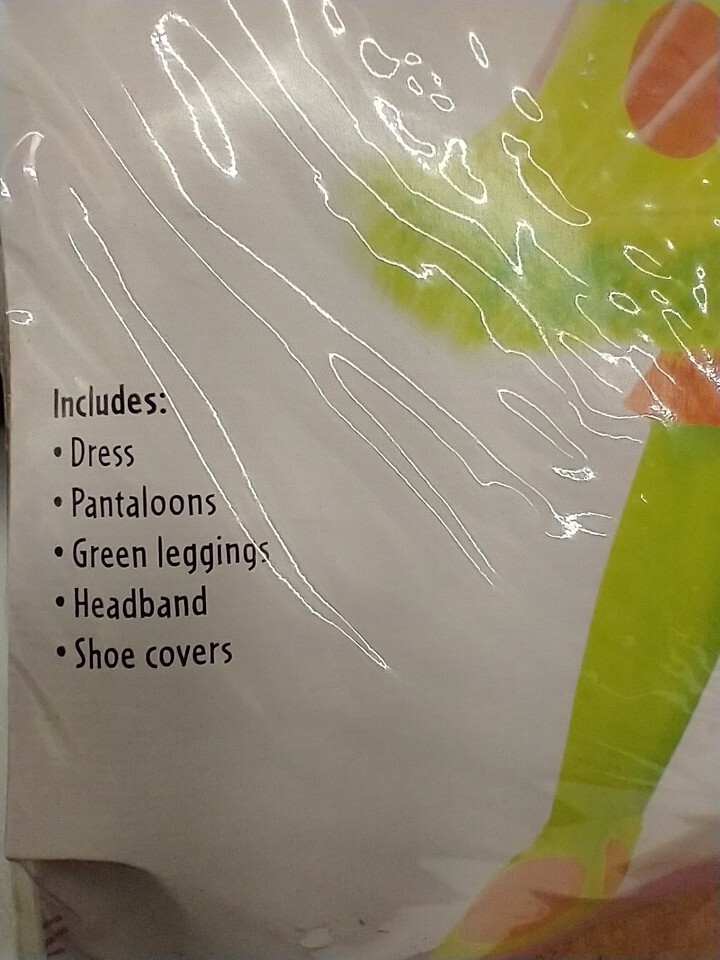 Includes:
• Dress
• Pantaloons
• Green leggings
• Headband
• Shoe covers